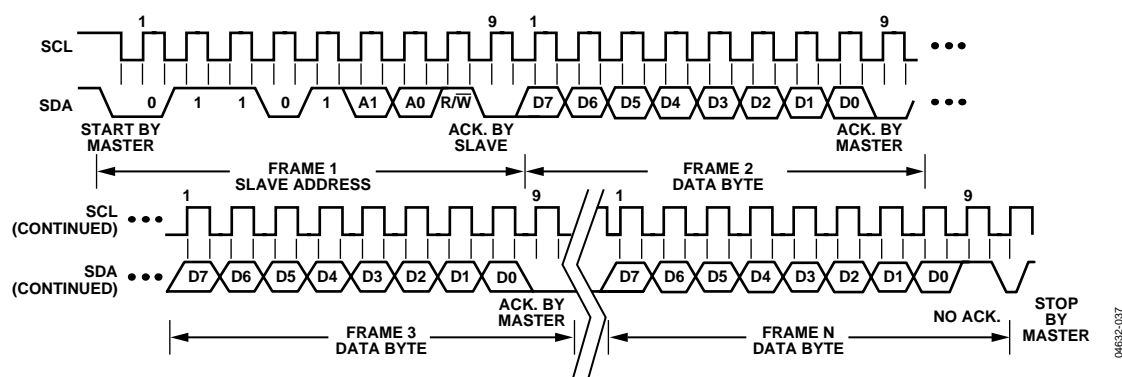 1 9 1 9
SCL
SDA 0 1 1 0 1 A1 A0 R/W̅ D7 D6 D5 D4 D3 D2 D1 D0
START BY MASTER
ACK. BY SLAVE
ACK. BY MASTER
FRAME 1
SLAVE ADDRESS
FRAME 2
DATA BYTE
1 9 1 9
SCL
(CONTINUED)
SDA
(CONTINUED)
D7 D6 D5 D4 D3 D2 D1 D0 D7 D6 D5 D4 D3 D2 D1 D0
ACK. BY
MASTER
NO ACK.
STOP
BY
MASTER
FRAME 3
DATA BYTE
FRAME N
DATA BYTE
04632-037